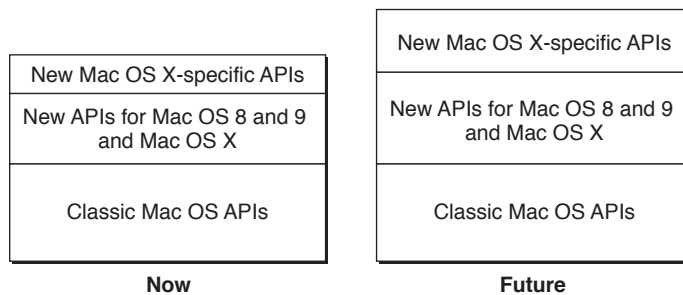 New Mac OS X-specific APIs
New APIs for Mac OS 8 and 9
and Mac OS X
Classic Mac OS APIs
Now
New Mac OS X-specific APIs
New APIs for Mac OS 8 and 9
and Mac OS X
Classic Mac OS APIs
Future